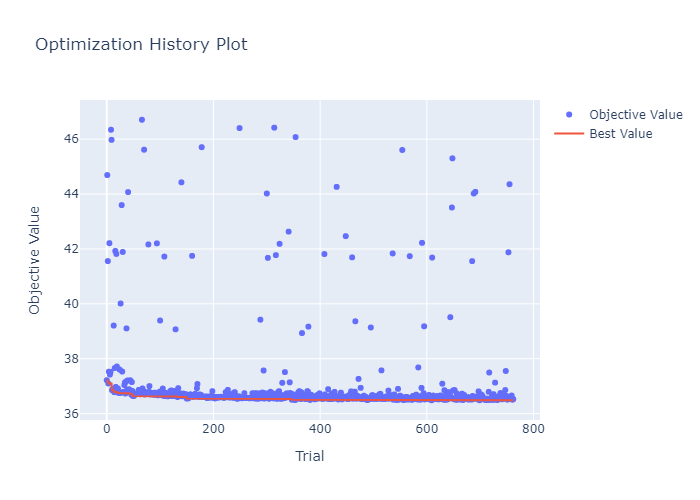 Optimization History Plot
Objective Value
Best Value
46
44
42
40
38
36
Objective Value
0
200
400
600
800
Trial